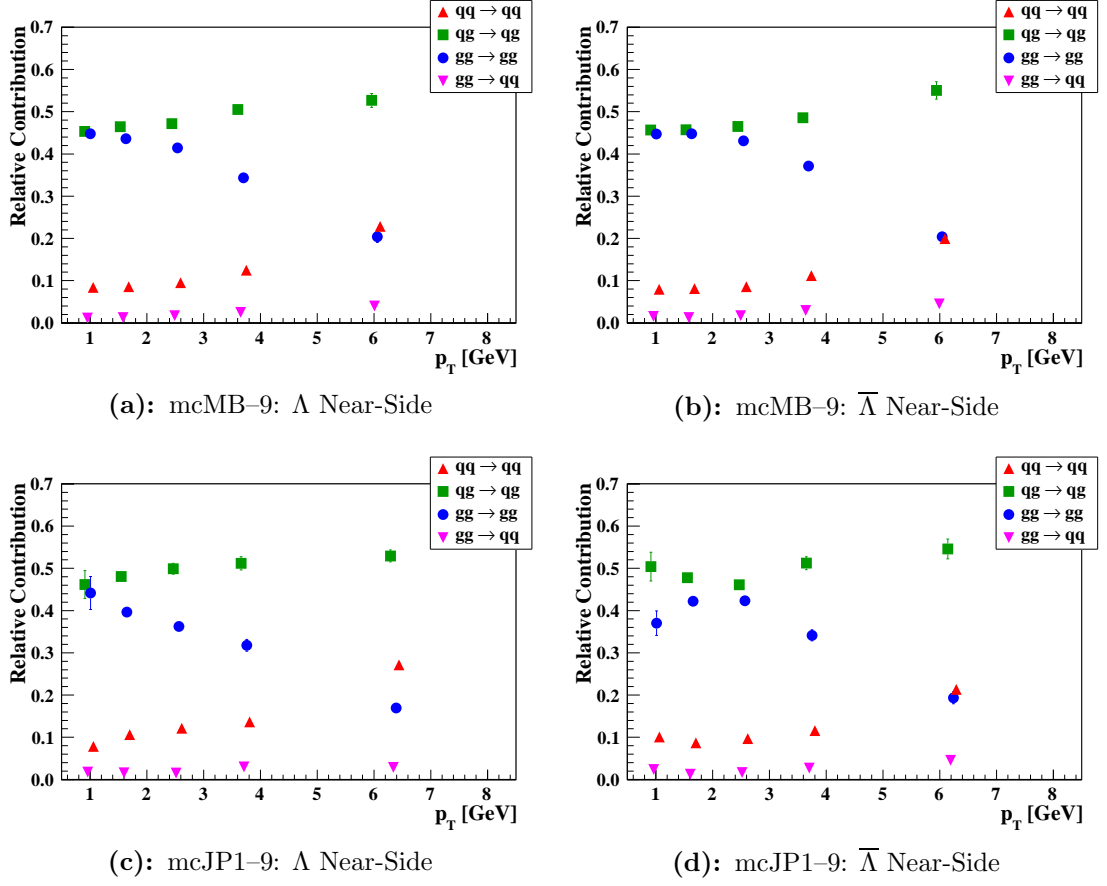 qq → qq
qg → qg
gg → gg
gg → qq
Relative Contribution
0.7
0.6
0.5
0.4
0.3
0.2
0.1
0.0
1 2 3 4 5 6 7 8
p_T [GeV]
(a): mcMB–9: Λ Near-Side
qq → qq
qg → qg
gg → gg
gg → qq
Relative Contribution
0.7
0.6
0.5
0.4
0.3
0.2
0.1
0.0
1 2 3 4 5 6 7 8
p_T [GeV]
(b): mcMB–9: Λ̅ Near-Side
qq → qq
qg → qg
gg → gg
gg → qq
Relative Contribution
0.7
0.6
0.5
0.4
0.3
0.2
0.1
0.0
1 2 3 4 5 6 7 8
p_T [GeV]
(c): mcJP1–9: Λ Near-Side
qq → qq
qg → qg
gg → gg
gg → qq
Relative Contribution
0.7
0.6
0.5
0.4
0.3
0.2
0.1
0.0
1 2 3 4 5 6 7 8
p_T [GeV]
(d): mcJP1–9: Λ̅ Near-Side